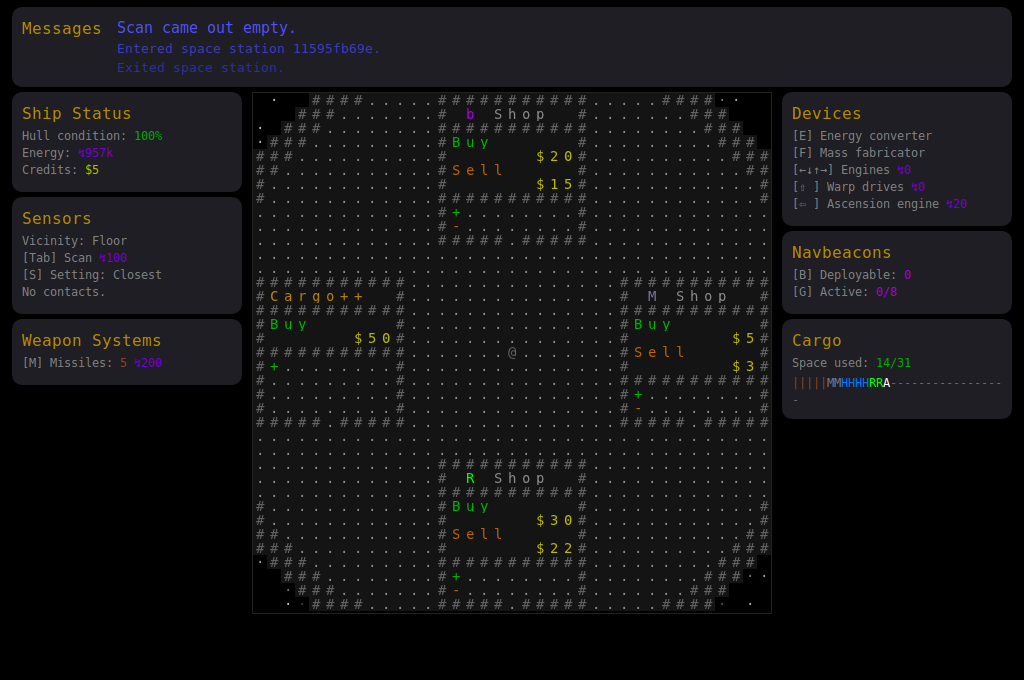 Messages
Scan came out empty.
Entered space station 11595fb69e.
Exited space station.
Ship Status
Hull condition: 100%
Energy: ↯957k
Credits: $5
Sensors
Vicinity: Floor
[Tab] Scan ↯100
[S] Setting: Closest
No contacts.
Weapon Systems
[M] Missiles: 5 ↯200
b Shop
Buy
$20
Sell
$15
+
-
Cargo++
Buy
$50
+
M Shop
Buy
$5
Sell
$3
+
-
@
R Shop
Buy
$30
Sell
$22
+
-
Devices
[E] Energy converter
[F] Mass fabricator
[←↓↑→] Engines ↯0
[⇧ ] Warp drives ↯0
[⇦ ] Ascension engine ↯20
Navbeacons
[B] Deployable: 0
[G] Active: 0/8
Cargo
Space used: 14/31
|||||MMHHHHRRA----------------
-